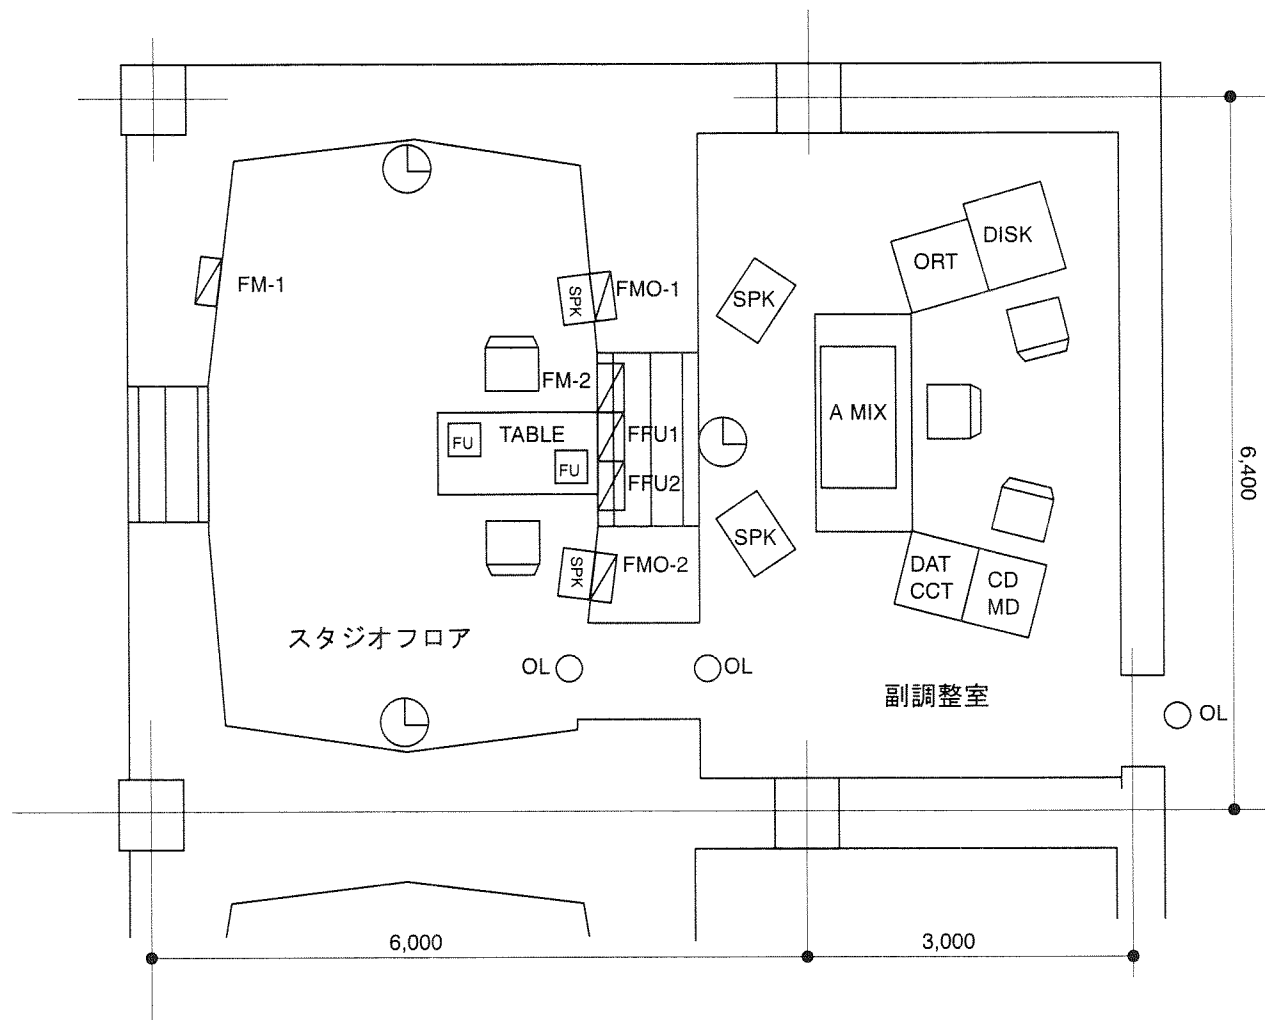 DISK
ORT
FM-1
SPK
FMO-1
SPK
FM-2
A MIX
FU
TABLE
FFU1
FU
FFU2
6,400
SPK
SPK
FMO-2
DAT
CCT
CD
MD
スタジオフロア
OL
OL
副調整室
OL
6,000
3,000